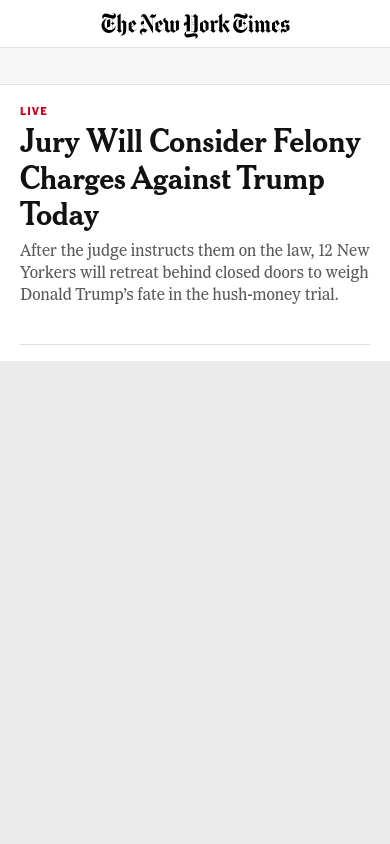 The New York Times
LIVE
Jury Will Consider Felony
Charges Against Trump
Today
After the judge instructs them on the law, 12 New
Yorkers will retreat behind closed doors to weigh
Donald Trump’s fate in the hush-money trial.